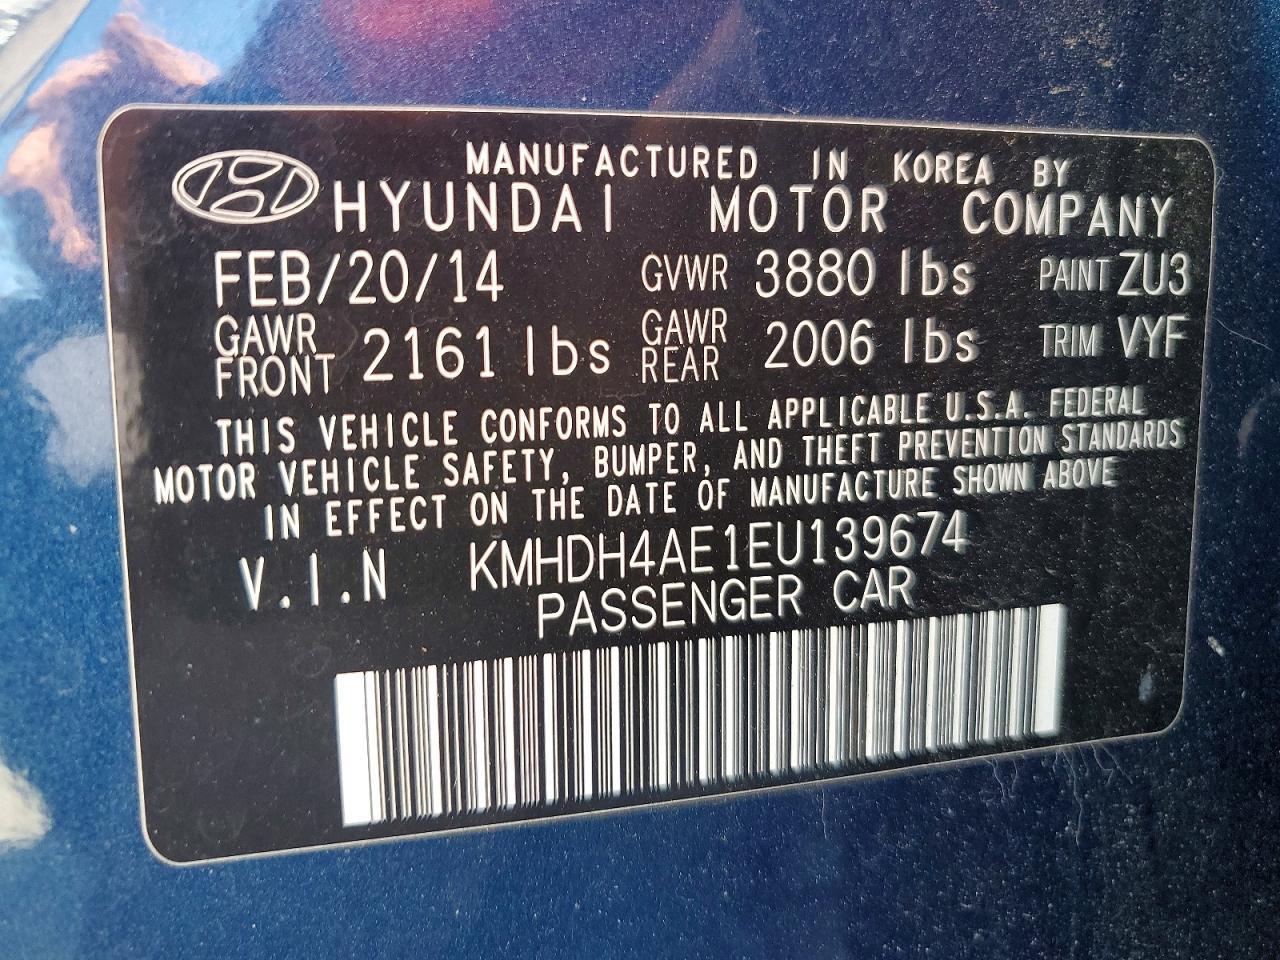 MANUFACTURED IN KOREA BY
HYUNDAI MOTOR COMPANY
FEB/20/14 GVWR 3880 lbs PAINT ZU3
GAWR FRONT 2161 lbs GAWR REAR 2006 lbs TRIM VYF
THIS VEHICLE CONFORMS TO ALL APPLICABLE U.S.A. FEDERAL
MOTOR VEHICLE SAFETY, BUMPER, AND THEFT PREVENTION STANDARDS
IN EFFECT ON THE DATE OF MANUFACTURE SHOWN ABOVE
V.I.N KMHDH4AE1EU139674
PASSENGER CAR